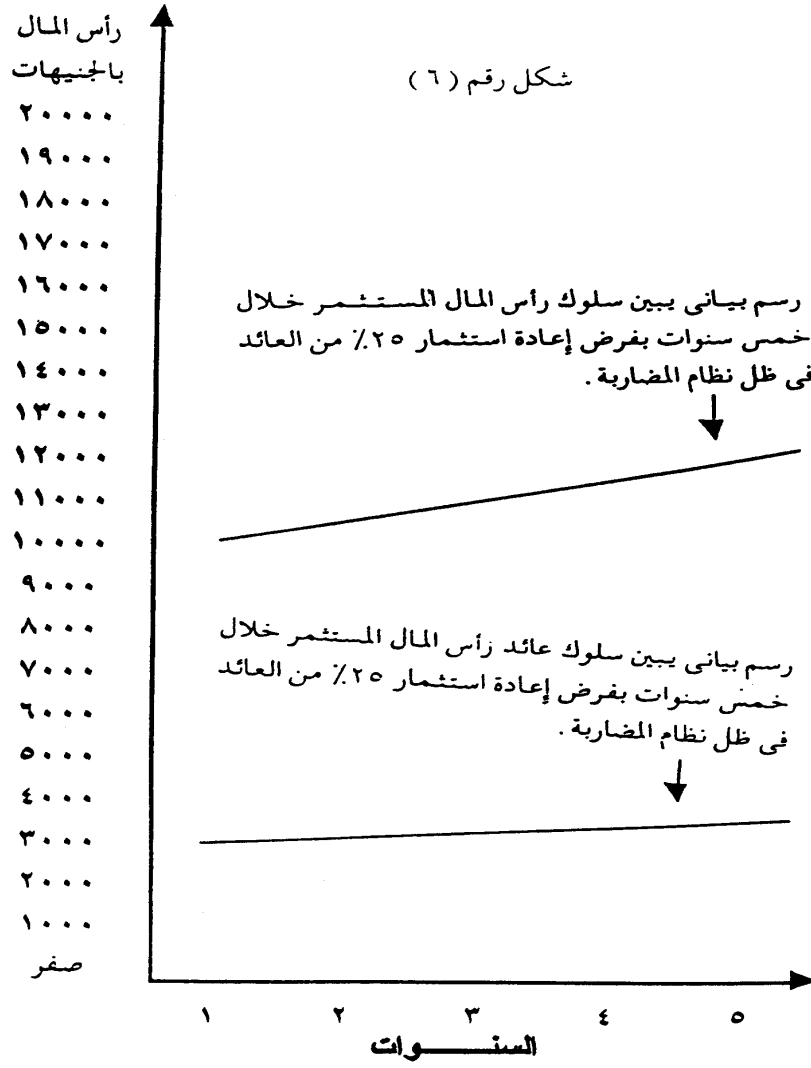 رأس المال
بالجنيهات
شكل رقم ( ٦ )
٢٠٠٠٠
١٩٠٠٠
١٨٠٠٠
١٧٠٠٠
١٦٠٠٠
١٥٠٠٠
١٤٠٠٠
١٣٠٠٠
١٢٠٠٠
١١٠٠٠
١٠٠٠٠
٩٠٠٠
٨٠٠٠
٧٠٠٠
٦٠٠٠
٥٠٠٠
٤٠٠٠
٣٠٠٠
٢٠٠٠
١٠٠٠
صفر
رسم بيانى يبين سلوك رأس المال المستثمر خلال
خمس سنوات بفرض إعادة استثمار ٢٥٪ من العائد
فى ظل نظام المضاربة .
رسم بيانى يبين سلوك عائد رأس المال المستثمر خلال
خمس سنوات بفرض إعادة استثمار ٢٥٪ من العائد
فى ظل نظام المضاربة .
١ ٢ ٣ ٤ ٥
السنـــــوات